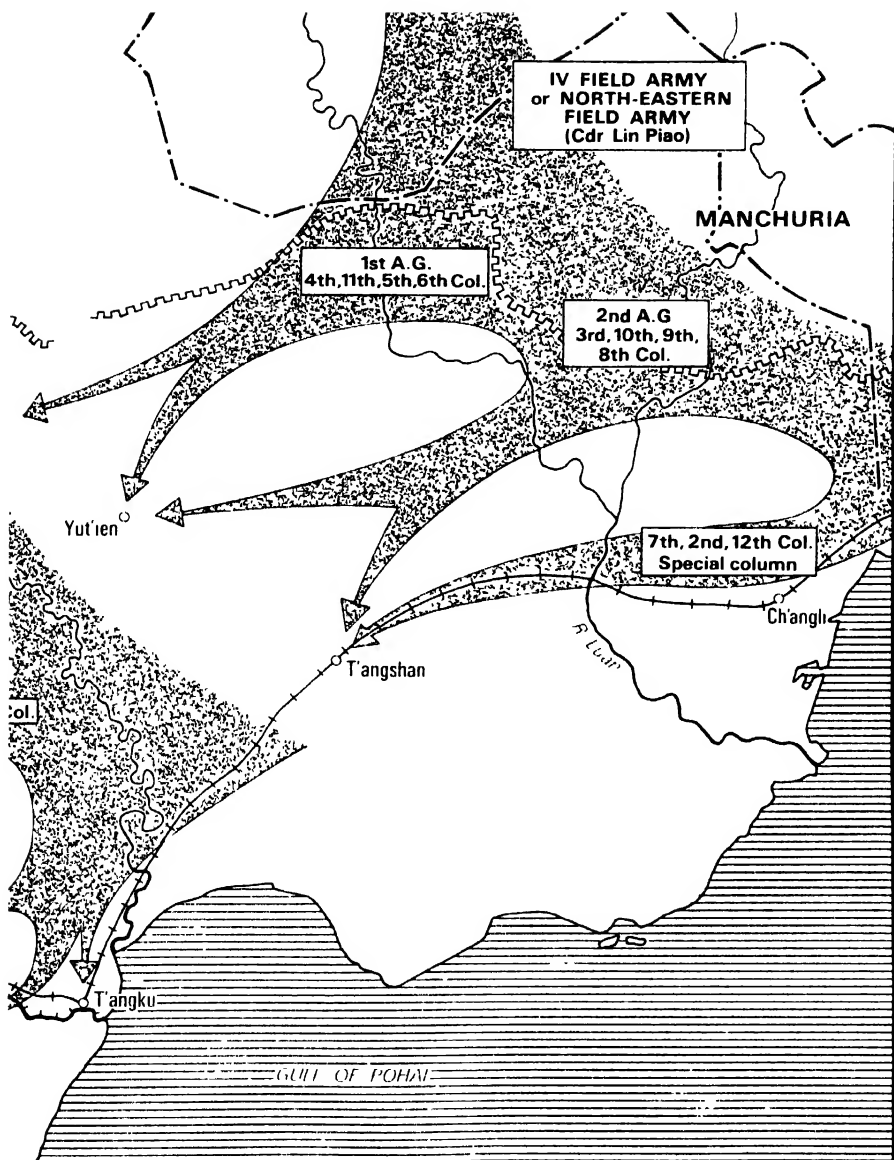 IV FIELD ARMY
or NORTH-EASTERN
FIELD ARMY
(Cdr Lin Piao)
MANCHURIA
1st A.G.
4th, 11th, 5th, 6th Col.
2nd A.G
3rd, 10th, 9th,
8th Col.
Yut'ien
7th, 2nd, 12th Col.
Special column
Ch'angli
R Luan
T'angshan
ol.
T'angku
GULF OF POHAI